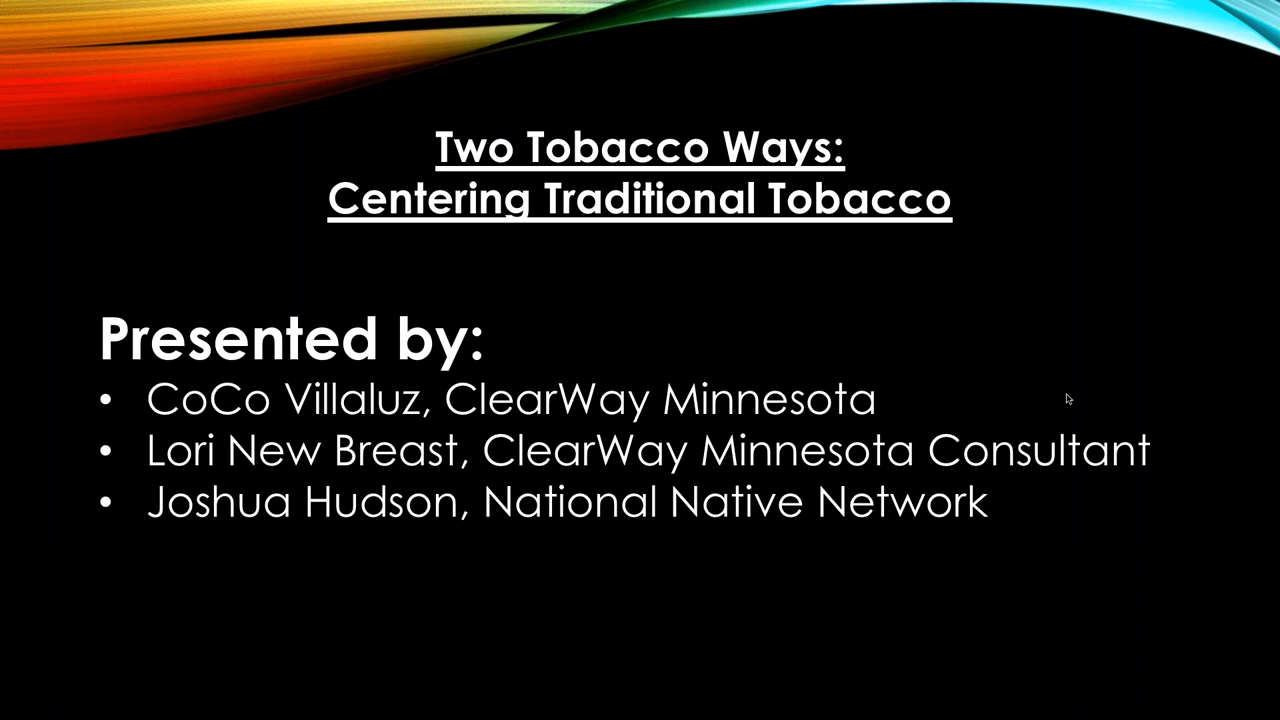 Two Tobacco Ways:
Centering Traditional Tobacco
Presented by:
• CoCo Villaluz, ClearWay Minnesota
• Lori New Breast, ClearWay Minnesota Consultant
• Joshua Hudson, National Native Network